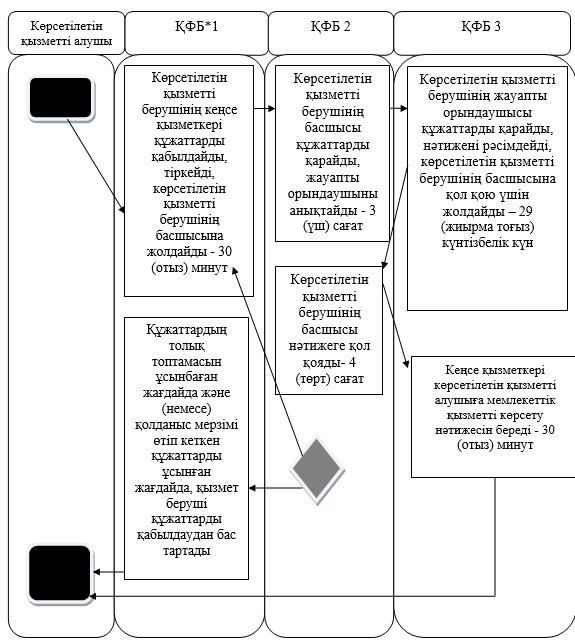 Көрсетілетін
қызметті алушы
ҚФБ*1
ҚФБ 2
ҚФБ 3
Көрсетілетін
қызметті
берушінің кеңсе
қызметкері
құжаттарды
қабылдайды,
тіркейді,
көрсетілетін
қызметті
берушінің
басшысына
жолдайды - 30
(отыз) минут
Көрсетілетін
қызметті
берушінің
басшысы
құжаттарды
қарайды,
жауапты
орындаушыны
анықтайды - 3
(үш) сағат
Көрсетілетін қызметті
берушінің жауапты
орындаушысы
құжаттарды қарайды,
нәтижені рәсімдейді,
көрсетілетін қызметті
берушінің басшысына
қол қою үшін
жолдайды – 29
(жиырма тоғыз)
күнтізбелік күн
Көрсетілетін
қызметті
берушінің
басшысы
нәтижеге қол
қояды- 4
(төрт) сағат
Құжаттардың
толық
топтамасын
ұсынбаған
жағдайда және
(немесе)
қолданыс мерзімі
өтіп кеткен
құжаттарды
ұсынған
жағдайда, қызмет
беруші
құжаттарды
қабылдаудан бас
тартады
Кеңсе қызметкері
көрсетілетін қызметті
алушыға мемлекеттік
қызметті көрсету
нәтижесін береді - 30
(отыз) минут